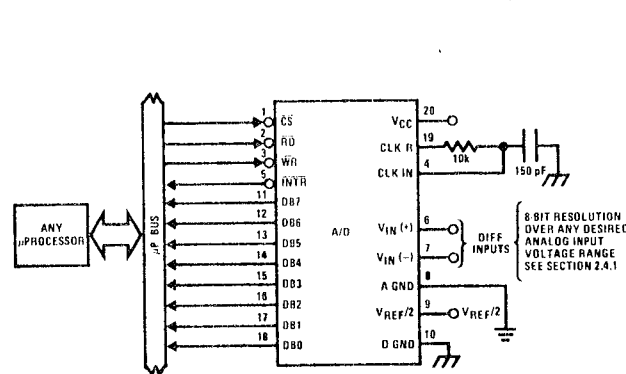 ANY
µPROCESSOR
µP BUS
1
CS
2
RD
3
WR
5
INTR
11
DB7
12
DB6
13
DB5
14
DB4
15
DB3
16
DB2
17
DB1
18
DB0
A/D
20
VCC
19
CLK R
10k
4
CLK IN
150 pF
6
VIN (+)
7
VIN (−)
DIFF
INPUTS
8-BIT RESOLUTION
OVER ANY DESIRED
ANALOG INPUT
VOLTAGE RANGE
SEE SECTION 2.4.1
8
A GND
9
VREF/2
VREF/2
10
D GND